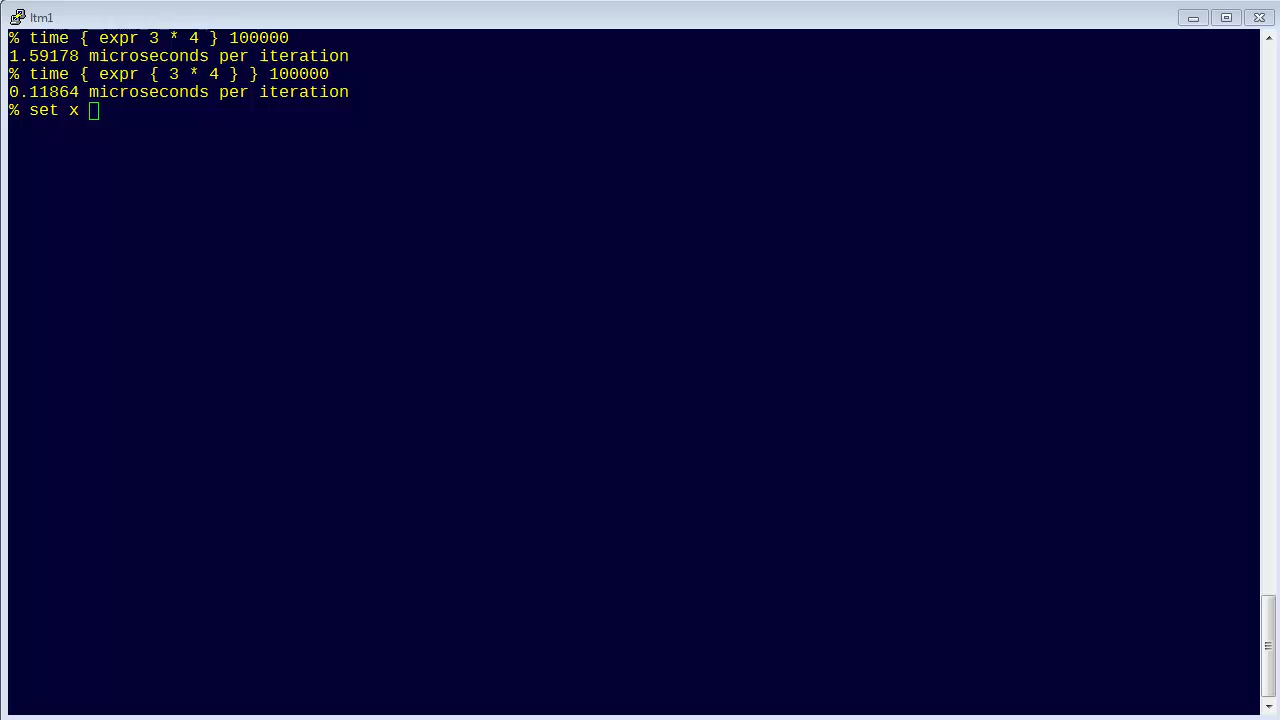 ltm1
% time { expr 3 * 4 } 100000
1.59178 microseconds per iteration
% time { expr { 3 * 4 } } 100000
0.11864 microseconds per iteration
% set x